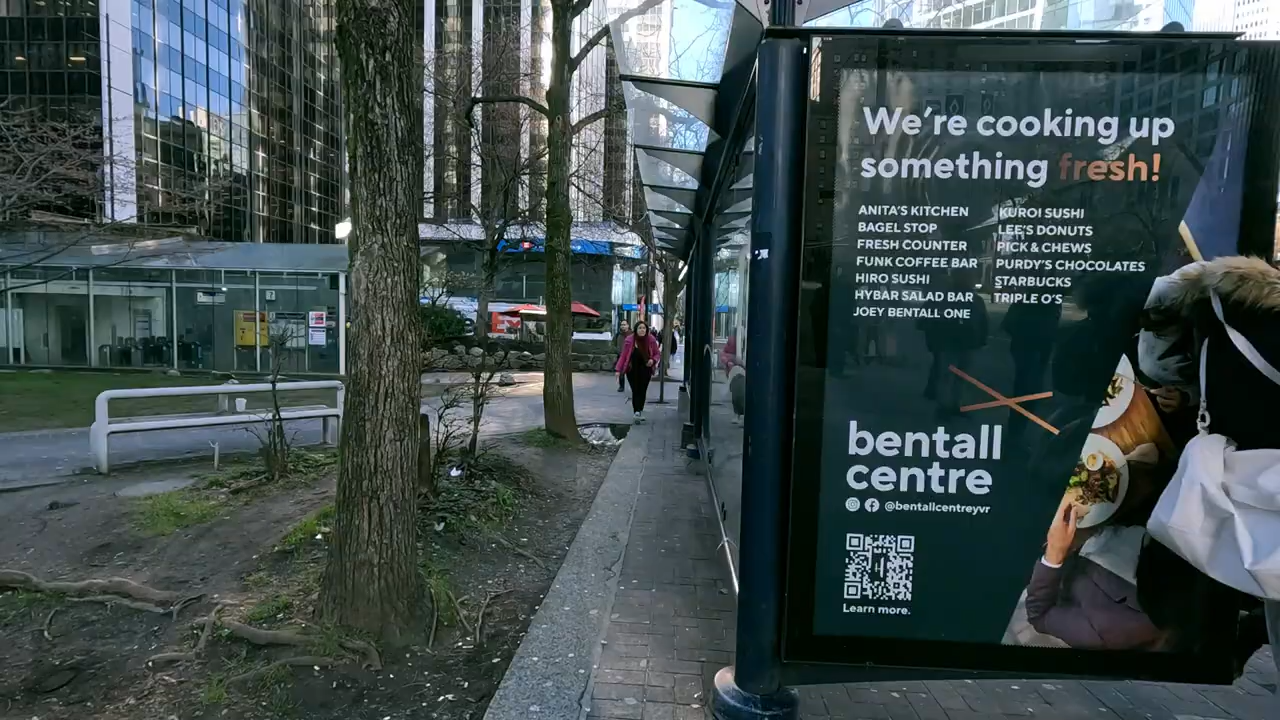 We're cooking up
something fresh!
ANITA'S KITCHEN
BAGEL STOP
FRESH COUNTER
FUNK COFFEE BAR
HIRO SUSHI
HYBAR SALAD BAR
JOEY BENTALL ONE
KUROI SUSHI
LEE'S DONUTS
PICK & CHEWS
PURDY'S CHOCOLATES
STARBUCKS
TRIPLE O'S
bentall
centre
@bentallcentreyvr
Learn more.